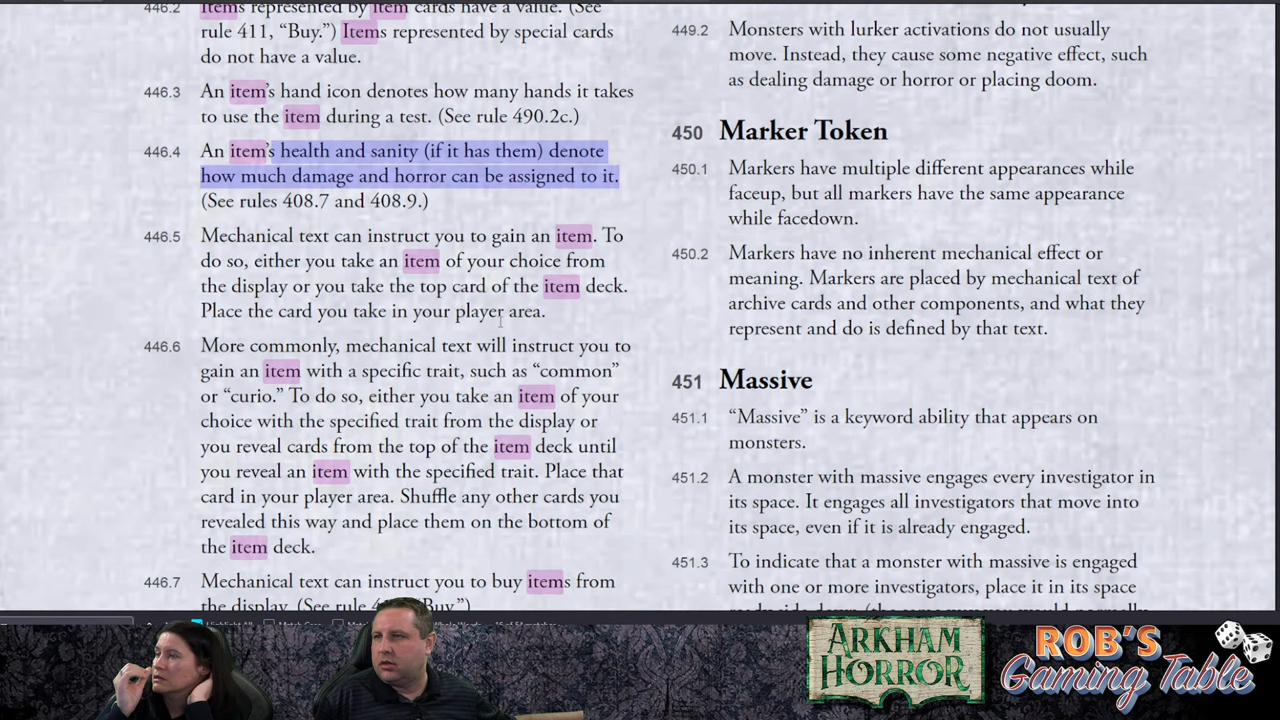 446.2 Items represented by item cards have a value. (See
rule 411, “Buy.”) Items represented by special cards
do not have a value.
446.3 An item’s hand icon denotes how many hands it takes
to use the item during a test. (See rule 490.2c.)
446.4 An item’s health and sanity (if it has them) denote
how much damage and horror can be assigned to it.
(See rules 408.7 and 408.9.)
446.5 Mechanical text can instruct you to gain an item. To
do so, either you take an item of your choice from
the display or you take the top card of the item deck.
Place the card you take in your player area.
446.6 More commonly, mechanical text will instruct you to
gain an item with a specific trait, such as “common”
or “curio.” To do so, either you take an item of your
choice with the specified trait from the display or
you reveal cards from the top of the item deck until
you reveal an item with the specified trait. Place that
card in your player area. Shuffle any other cards you
revealed this way and place them on the bottom of
the item deck.
446.7 Mechanical text can instruct you to buy items from
the display. (See rule “Buy.”)
449.2 Monsters with lurker activations do not usually
move. Instead, they cause some negative effect, such
as dealing damage or horror or placing doom.
450 Marker Token
450.1 Markers have multiple different appearances while
faceup, but all markers have the same appearance
while facedown.
450.2 Markers have no inherent mechanical effect or
meaning. Markers are placed by mechanical text of
archive cards and other components, and what they
represent and do is defined by that text.
451 Massive
451.1 “Massive” is a keyword ability that appears on
monsters.
451.2 A monster with massive engages every investigator in
its space. It engages all investigators that move into
its space, even if it is already engaged.
451.3 To indicate that a monster with massive is engaged
with one or more investigators, place it in its space
ARKHAM
HORROR
ROB’S
Gaming Table